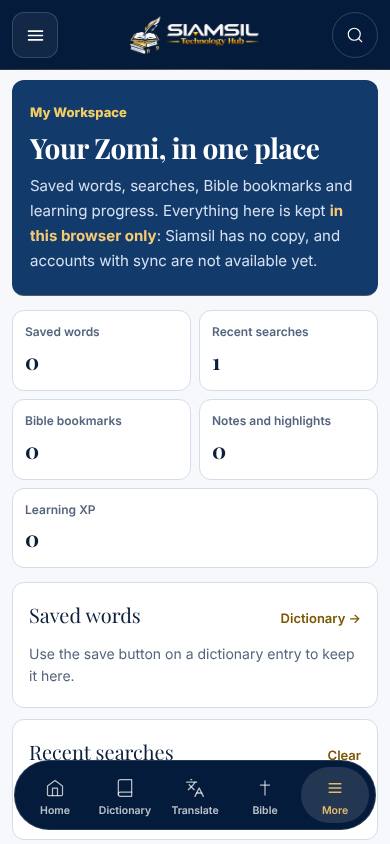 SIAMSIL
Technology Hub
My Workspace
Your Zomi, in one place
Saved words, searches, Bible bookmarks and
learning progress. Everything here is kept in
this browser only: Siamsil has no copy, and
accounts with sync are not available yet.
Saved words
0
Recent searches
1
Bible bookmarks
0
Notes and highlights
0
Learning XP
0
Saved words
Dictionary →
Use the save button on a dictionary entry to keep
it here.
Recent searches
Clear
Home
Dictionary
Translate
Bible
More